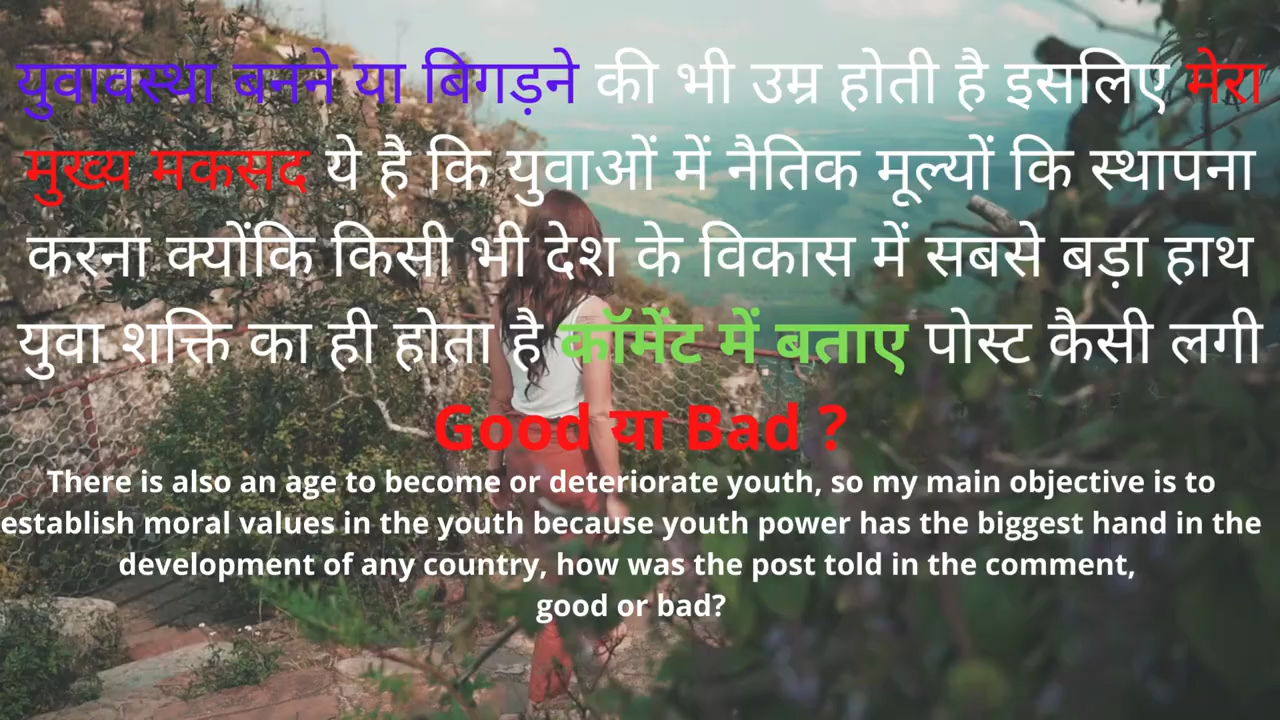 युवावस्था बनने या बिगड़ने की भी उम्र होती है इसलिए मेरा
मुख्य मकसद ये है कि युवाओं में नैतिक मूल्यों कि स्थापना
करना क्योंकि किसी भी देश के विकास में सबसे बड़ा हाथ
युवा शक्ति का ही होता है कॉमेंट में बताए पोस्ट कैसी लगी
Good या Bad ?
There is also an age to become or deteriorate youth, so my main objective is to
establish moral values in the youth because youth power has the biggest hand in the
development of any country, how was the post told in the comment,
good or bad?